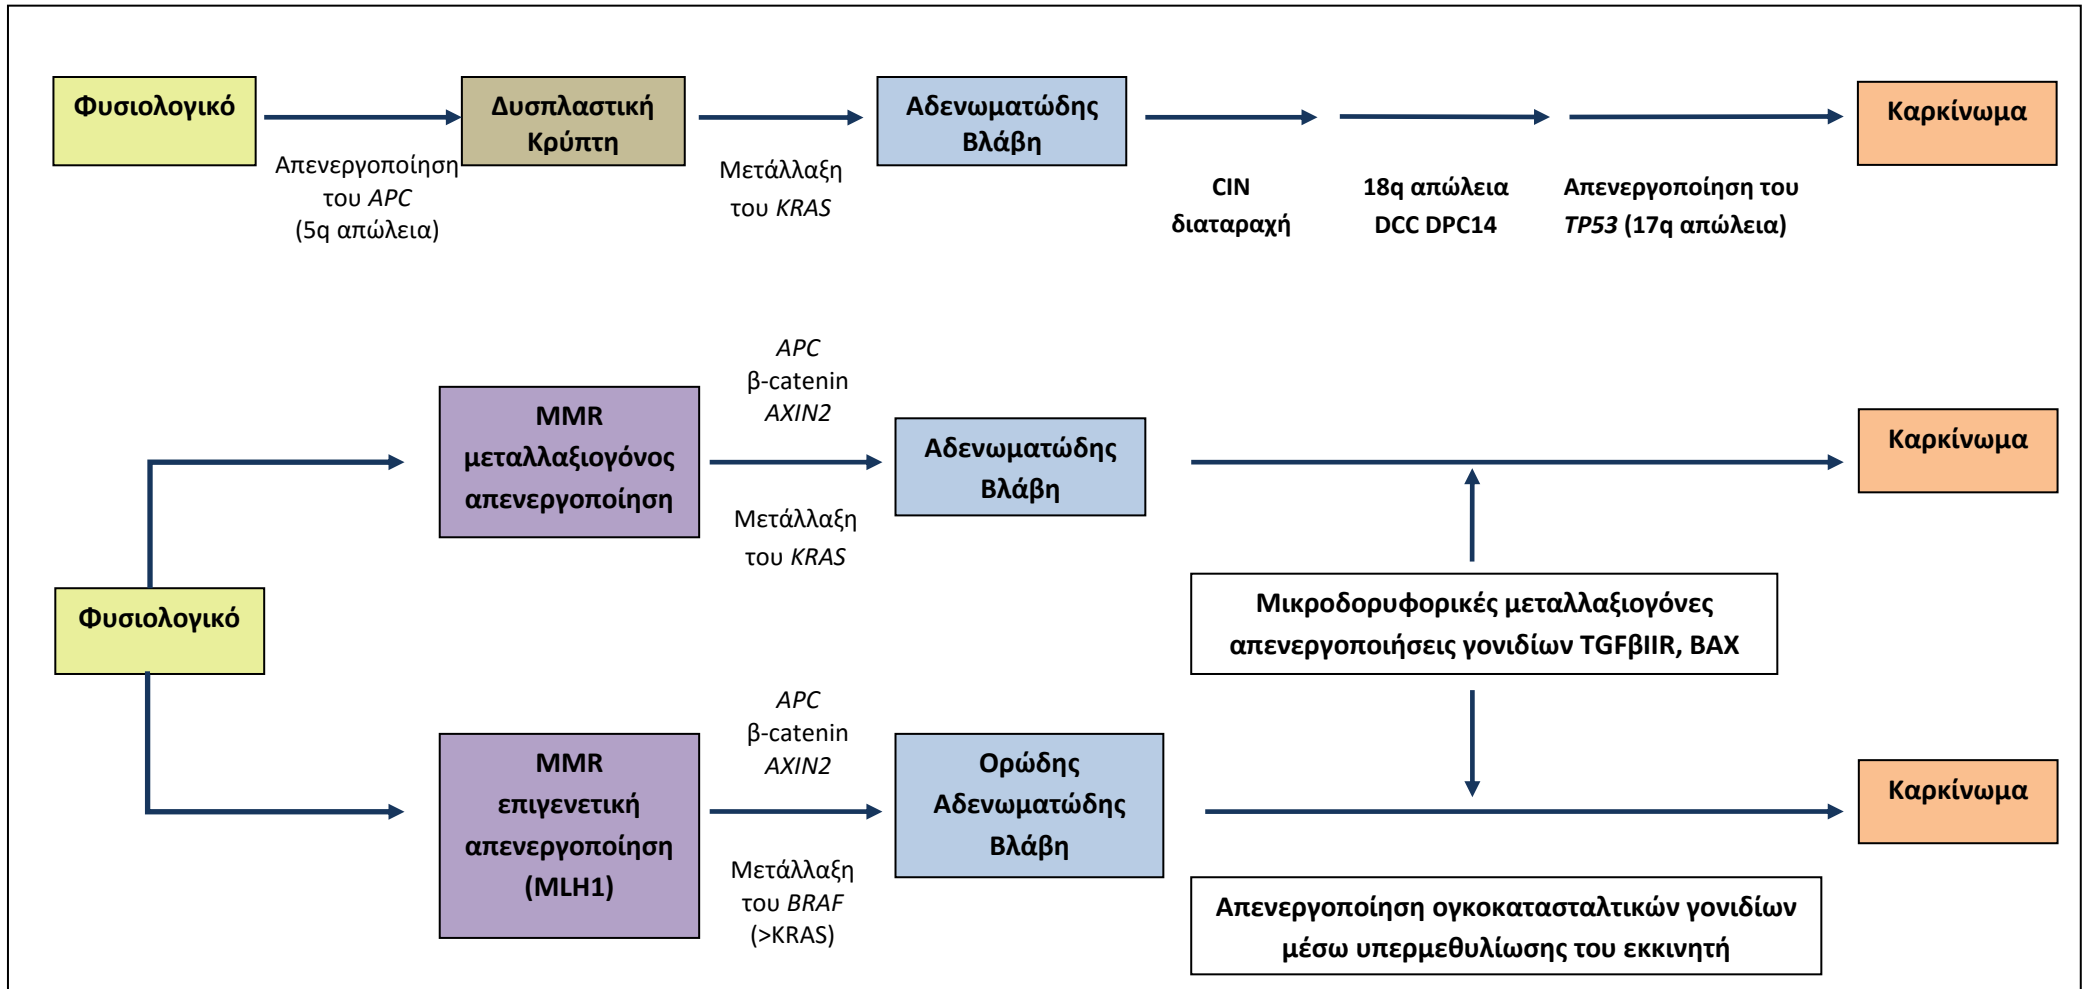 Φυσιολογικό
Απενεργοποίηση
του APC
(5q απώλεια)
Δυσπλαστική
Κρύπτη
Μετάλλαξη
του KRAS
Αδενωματώδης
Βλάβη
CIN
διαταραχή
18q απώλεια
DCC DPC14
Απενεργοποίηση του
TP53 (17q απώλεια)
Καρκίνωμα
Φυσιολογικό
MMR
μεταλλαξιογόνος
απενεργοποίηση
APC
β-catenin
AXIN2
Μετάλλαξη
του KRAS
Αδενωματώδης
Βλάβη
Καρκίνωμα
Μικροδορυφορικές μεταλλαξιογόνες
απενεργοποιήσεις γονιδίων TGFβIIR, BAX
MMR
επιγενετική
απενεργοποίηση
(MLH1)
APC
β-catenin
AXIN2
Μετάλλαξη
του BRAF
(>KRAS)
Ορώδης
Αδενωματώδης
Βλάβη
Καρκίνωμα
Απενεργοποίηση ογκοκατασταλτικών γονιδίων
μέσω υπερμεθυλίωσης του εκκινητή